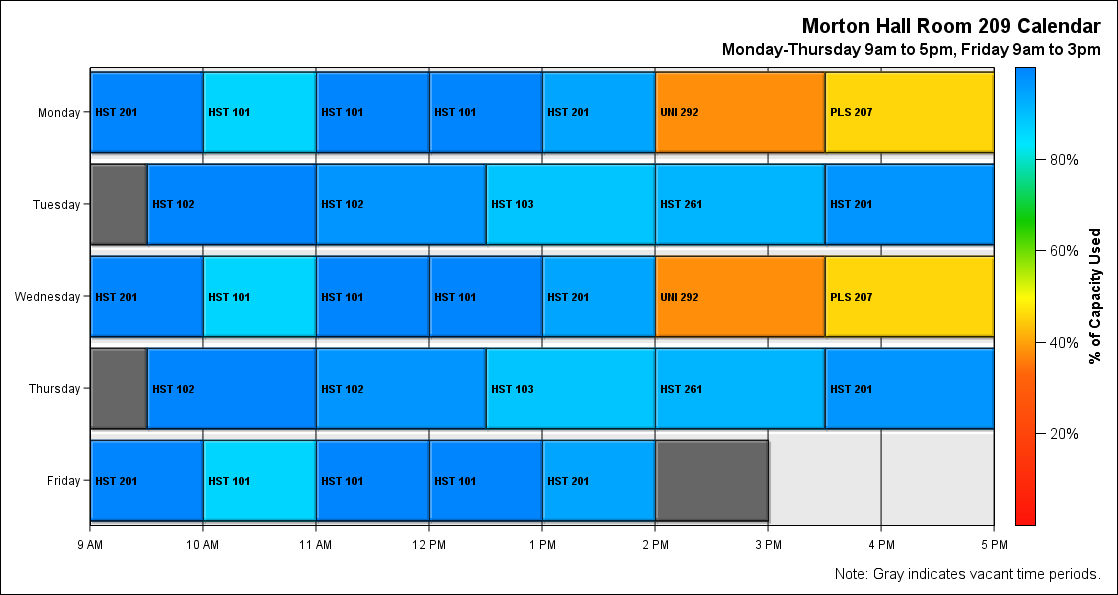 Morton Hall Room 209 Calendar
Monday-Thursday 9am to 5pm, Friday 9am to 3pm
Monday HST 201 HST 101 HST 101 HST 101 HST 201 UNI 292 PLS 207
80%
Tuesday HST 102 HST 102 HST 103 HST 261 HST 201
60%
% of Capacity Used
Wednesday HST 201 HST 101 HST 101 HST 101 HST 201 UNI 292 PLS 207
40%
Thursday HST 102 HST 102 HST 103 HST 261 HST 201
20%
Friday HST 201 HST 101 HST 101 HST 101 HST 201
9 AM 10 AM 11 AM 12 PM 1 PM 2 PM 3 PM 4 PM 5 PM
Note: Gray indicates vacant time periods.